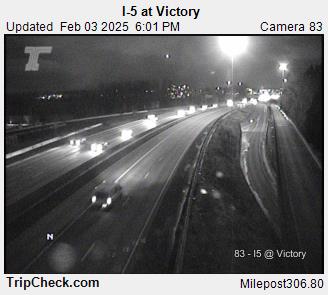 I-5 at Victory
Updated Feb 03 2025 6:01 PM Camera 83
T
N
83 - I5 @ Victory
TripCheck.com Milepost306.80